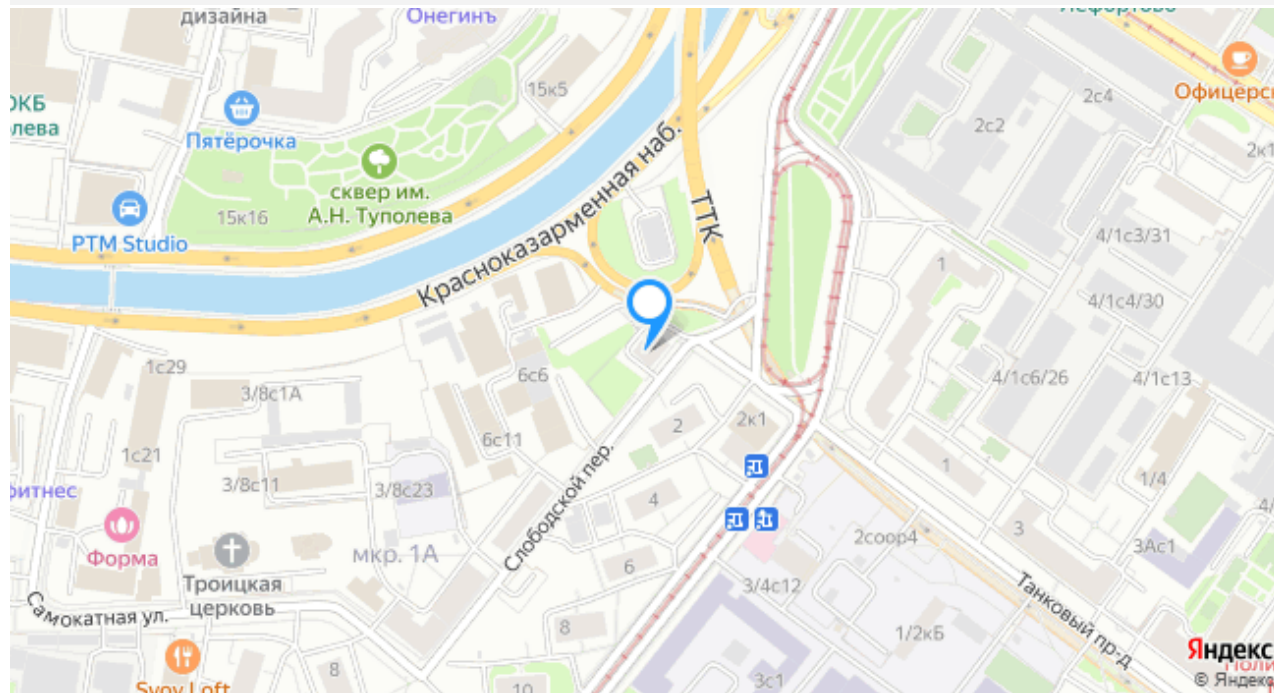 дизайна
Онегинъ
Лефортово
ОКБ
15к5
Офицерс
2с4
2с2
2к1
Пятёрочка
сквер им.
А.Н. Туполева
15к16
PTM Studio
Краснoказарменная наб.
ТТК
4/1с3/31
1
4/1с4/30
1с29
3/8с1А
6с6
4/1с6/26
4/1с13
2
2к1
6с11
1с21
3/8с11
3/8с23
1
1/4
4
Форма
мкр. 1А
Слободской пер.
2соор4
3
3Ас1
Троицкая
церковь
6
3/4с12
Самокатная ул.
Танковый пр-д
8
1/2кБ
Яндекс
8
10
3с1
Svoy Loft
© Яндекс